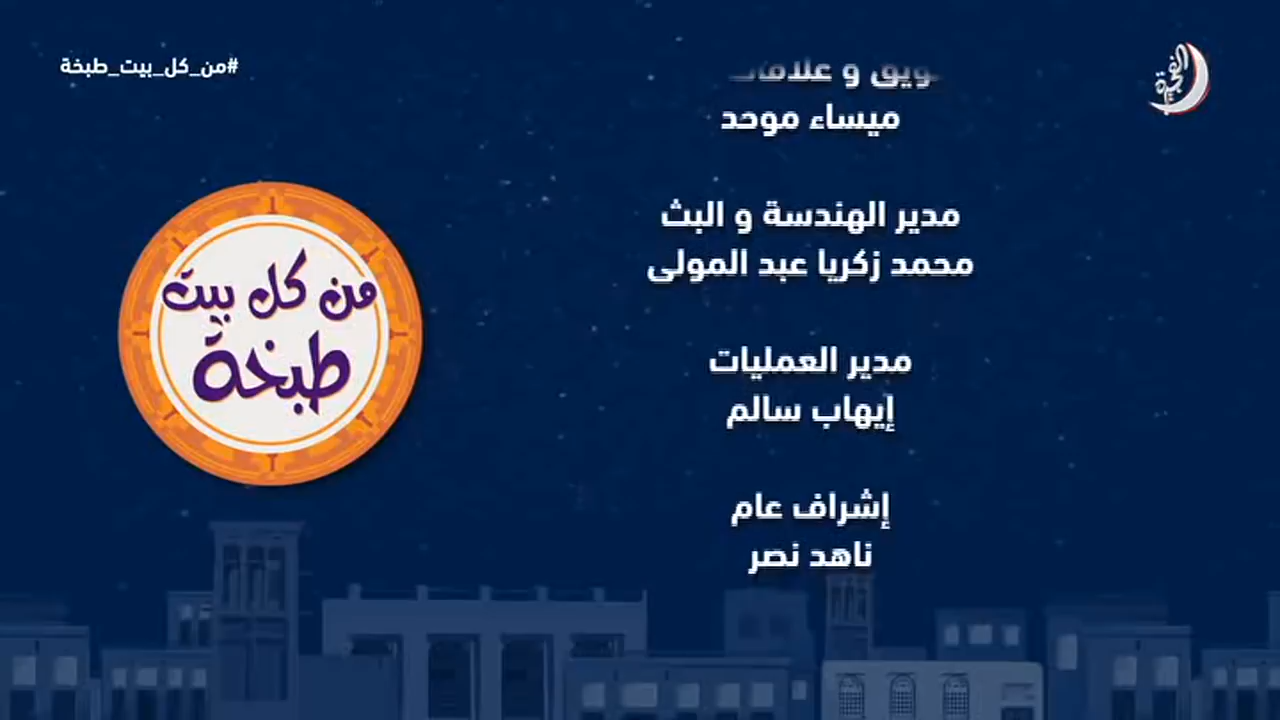 #من_كل_بيت_طبخة
الفجيرة
ميساء موحد
مدير الهندسة و البث
محمد زكريا عبد المولى
مدير العمليات
إيهاب سالم
إشراف عام
ناهد نصر
من كل بيت
طبخة